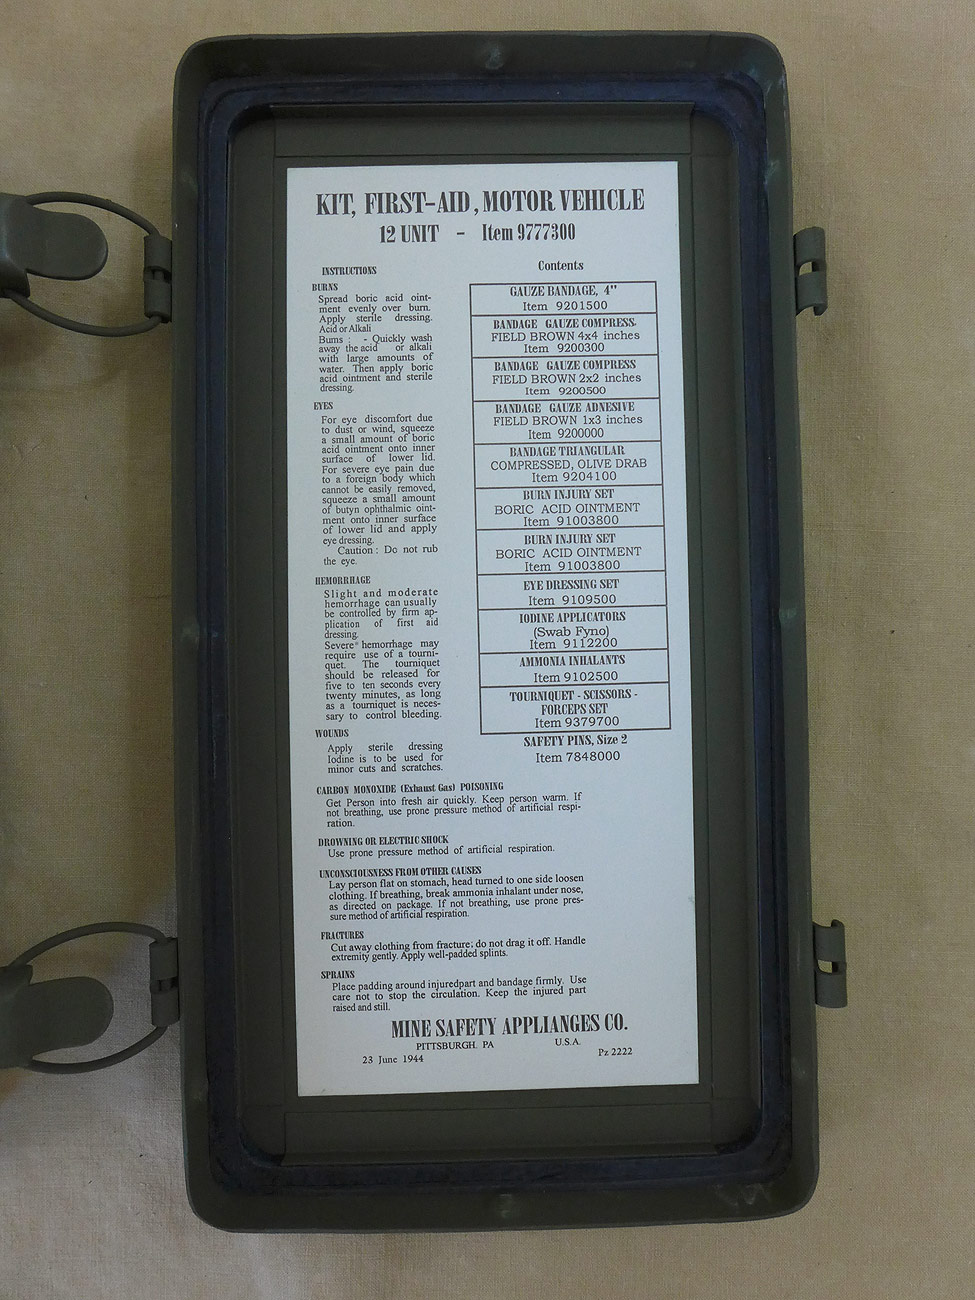 KIT, FIRST-AID, MOTOR VEHICLE
12 UNIT - Item 9777300
INSTRUCTIONS
BURNS
Spread boric acid oint-
ment evenly over burn.
Apply sterile dressing.
Acid or Alkali
Bums : - Quickly wash
away the acid or alkali
with large amounts of
water. Then apply boric
acid ointment and sterile
dressing.
EYES
For eye discomfort due
to dust or wind, squeeze
a small amount of boric
acid ointment onto inner
surface of lower lid.
For severe eye pain due
to a foreign body which
cannot be easily removed,
squeeze a small amount
of butyn ophthalmic oint-
ment onto inner surface
of lower lid and apply
eye dressing.
Caution : Do not rub
the eye.
HEMORRHAGE
Slight and moderate
hemorrhage can usually
be controlled by firm ap-
plication of first aid
dressing.
Severe* hemorrhage may
require use of a tourni-
quet. The tourniquet
should be released for
five to ten seconds every
twenty minutes, as long
as a tourniquet is neces-
sary to control bleeding.
WOUNDS
Apply sterile dressing
Iodine is to be used for
minor cuts and scratches.
Contents
GAUZE BANDAGE, 4"
Item 9201500
BANDAGE GAUZE COMPRESS.
FIELD BROWN 4x4 inches
Item 9200300
BANDAGE GAUZE COMPRESS
FIELD BROWN 2x2 inches
Item 9200500
BANDAGE GAUZE ADNESIVE
FIELD BROWN 1x3 inches
Item 9200000
BANDAGE TRIANGULAR
COMPRESSED, OLIVE DRAB
Item 9204100
BURN INJURY SET
BORIC ACID OINTMENT
Item 91003800
BURN INJURY SET
BORIC ACID OINTMENT
Item 91003800
EYE DRESSING SET
Item 9109500
IODINE APPLICATORS
(Swab Fyno)
Item 9112200
AMMONIA INHALANTS
Item 9102500
TOURNIQUET - SCISSORS -
FORCEPS SET
Item 9379700
SAFETY PINS, Size 2
Item 7848000
CARBON MONOXIDE (Exhaust Gas) POISONING
Get Person into fresh air quickly. Keep person warm. If
not breathing, use prone pressure method of artificial respi-
ration.
DROWNING OR ELECTRIC SHOCK
Use prone pressure method of artificial respiration.
UNCONSCIOUSNESS FROM OTHER CAUSES
Lay person flat on stomach, head turned to one side loosen
clothing. If breathing, break ammonia inhalant under nose,
as directed on package. If not breathing, use prone pres-
sure method of artificial respiration.
FRACTURES
Cut away clothing from fracture; do not drag it off. Handle
extremity gently. Apply well-padded splints.
SPRAINS
Place padding around injuredpart and bandage firmly. Use
care not to stop the circulation. Keep the injured part
raised and still.
MINE SAFETY APPLIANGES CO.
PITTSBURGH. PA U.S.A.
23 June 1944 Pz 2222